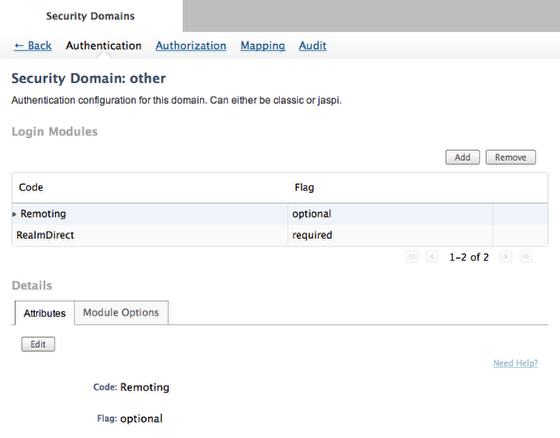 Security Domains
← Back Authentication Authorization Mapping Audit
Security Domain: other
Authentication configuration for this domain. Can either be classic or jaspi.
Login Modules
Add Remove
Code Flag
Remoting optional
RealmDirect required
1-2 of 2
Details
Attributes Module Options
Edit
Need Help?
Code: Remoting
Flag: optional